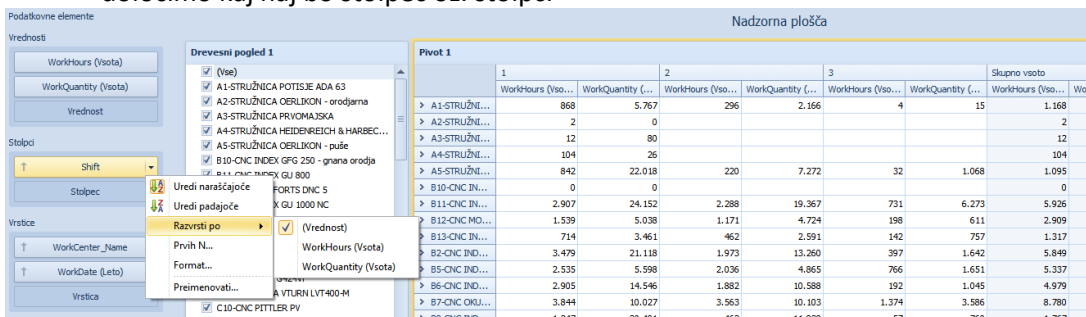 Podatkovne elemente
Nadzorna plošča
Vrednosti
WorkHours (Vsota)
WorkQuantity (Vsota)
Vrednost
Stolpci
Shift
Stolpec
Vrstice
WorkCenter_Name
WorkDate (Leto)
Vrstica
Drevesni pogled 1
(Vse)
A1-STRUŽNICA POTISJE ADA 63
A2-STRUŽNICA OERLIKON - orodjarna
A3-STRUŽNICA PRVOMAJSKA
A4-STRUŽNICA HEIDENREICH & HARBEC...
A5-STRUŽNICA OERLIKON - puše
B10-CNC INDEX GFG 250 - gnana orodja
GU 800
FORTS DNC 5
X GU 1000 NC
A VTURN LVT400-M
C10-CNC PITTLER PV
Uredi naraščajoče
Uredi padajoče
Razvrsti po
Prvih N...
Format...
Preimenovati...
(Vrednost)
WorkHours (Vsota)
WorkQuantity (Vsota)
Pivot 1
1 2 3 Skupno vsoto
WorkHours (Vso... WorkQuantity (... WorkHours (Vso... WorkQuantity (... WorkHours (Vso... WorkQuantity (... WorkHours (Vso... Wo
A1-STRUŽNI... 868 5.767 296 2.166 4 15 1.168
A2-STRUŽNI... 2 0 2
A3-STRUŽNI... 12 80 12
A4-STRUŽNI... 104 26 104
A5-STRUŽNI... 842 22.018 220 7.272 32 1.068 1.095
B10-CNC IN... 0 0 0
B11-CNC IN... 2.907 24.152 2.288 19.367 731 6.273 5.926
B12-CNC MO... 1.539 5.038 1.171 4.724 198 611 2.909
B13-CNC IN... 714 3.461 462 2.591 142 757 1.317
B2-CNC IND... 3.479 21.118 1.973 13.260 397 1.642 5.849
B5-CNC IND... 2.535 5.598 2.036 4.865 766 1.651 5.337
B6-CNC IND... 2.905 14.546 1.882 10.588 192 1.045 4.979
B7-CNC OKU... 3.844 10.027 3.563 10.103 1.374 3.586 8.780